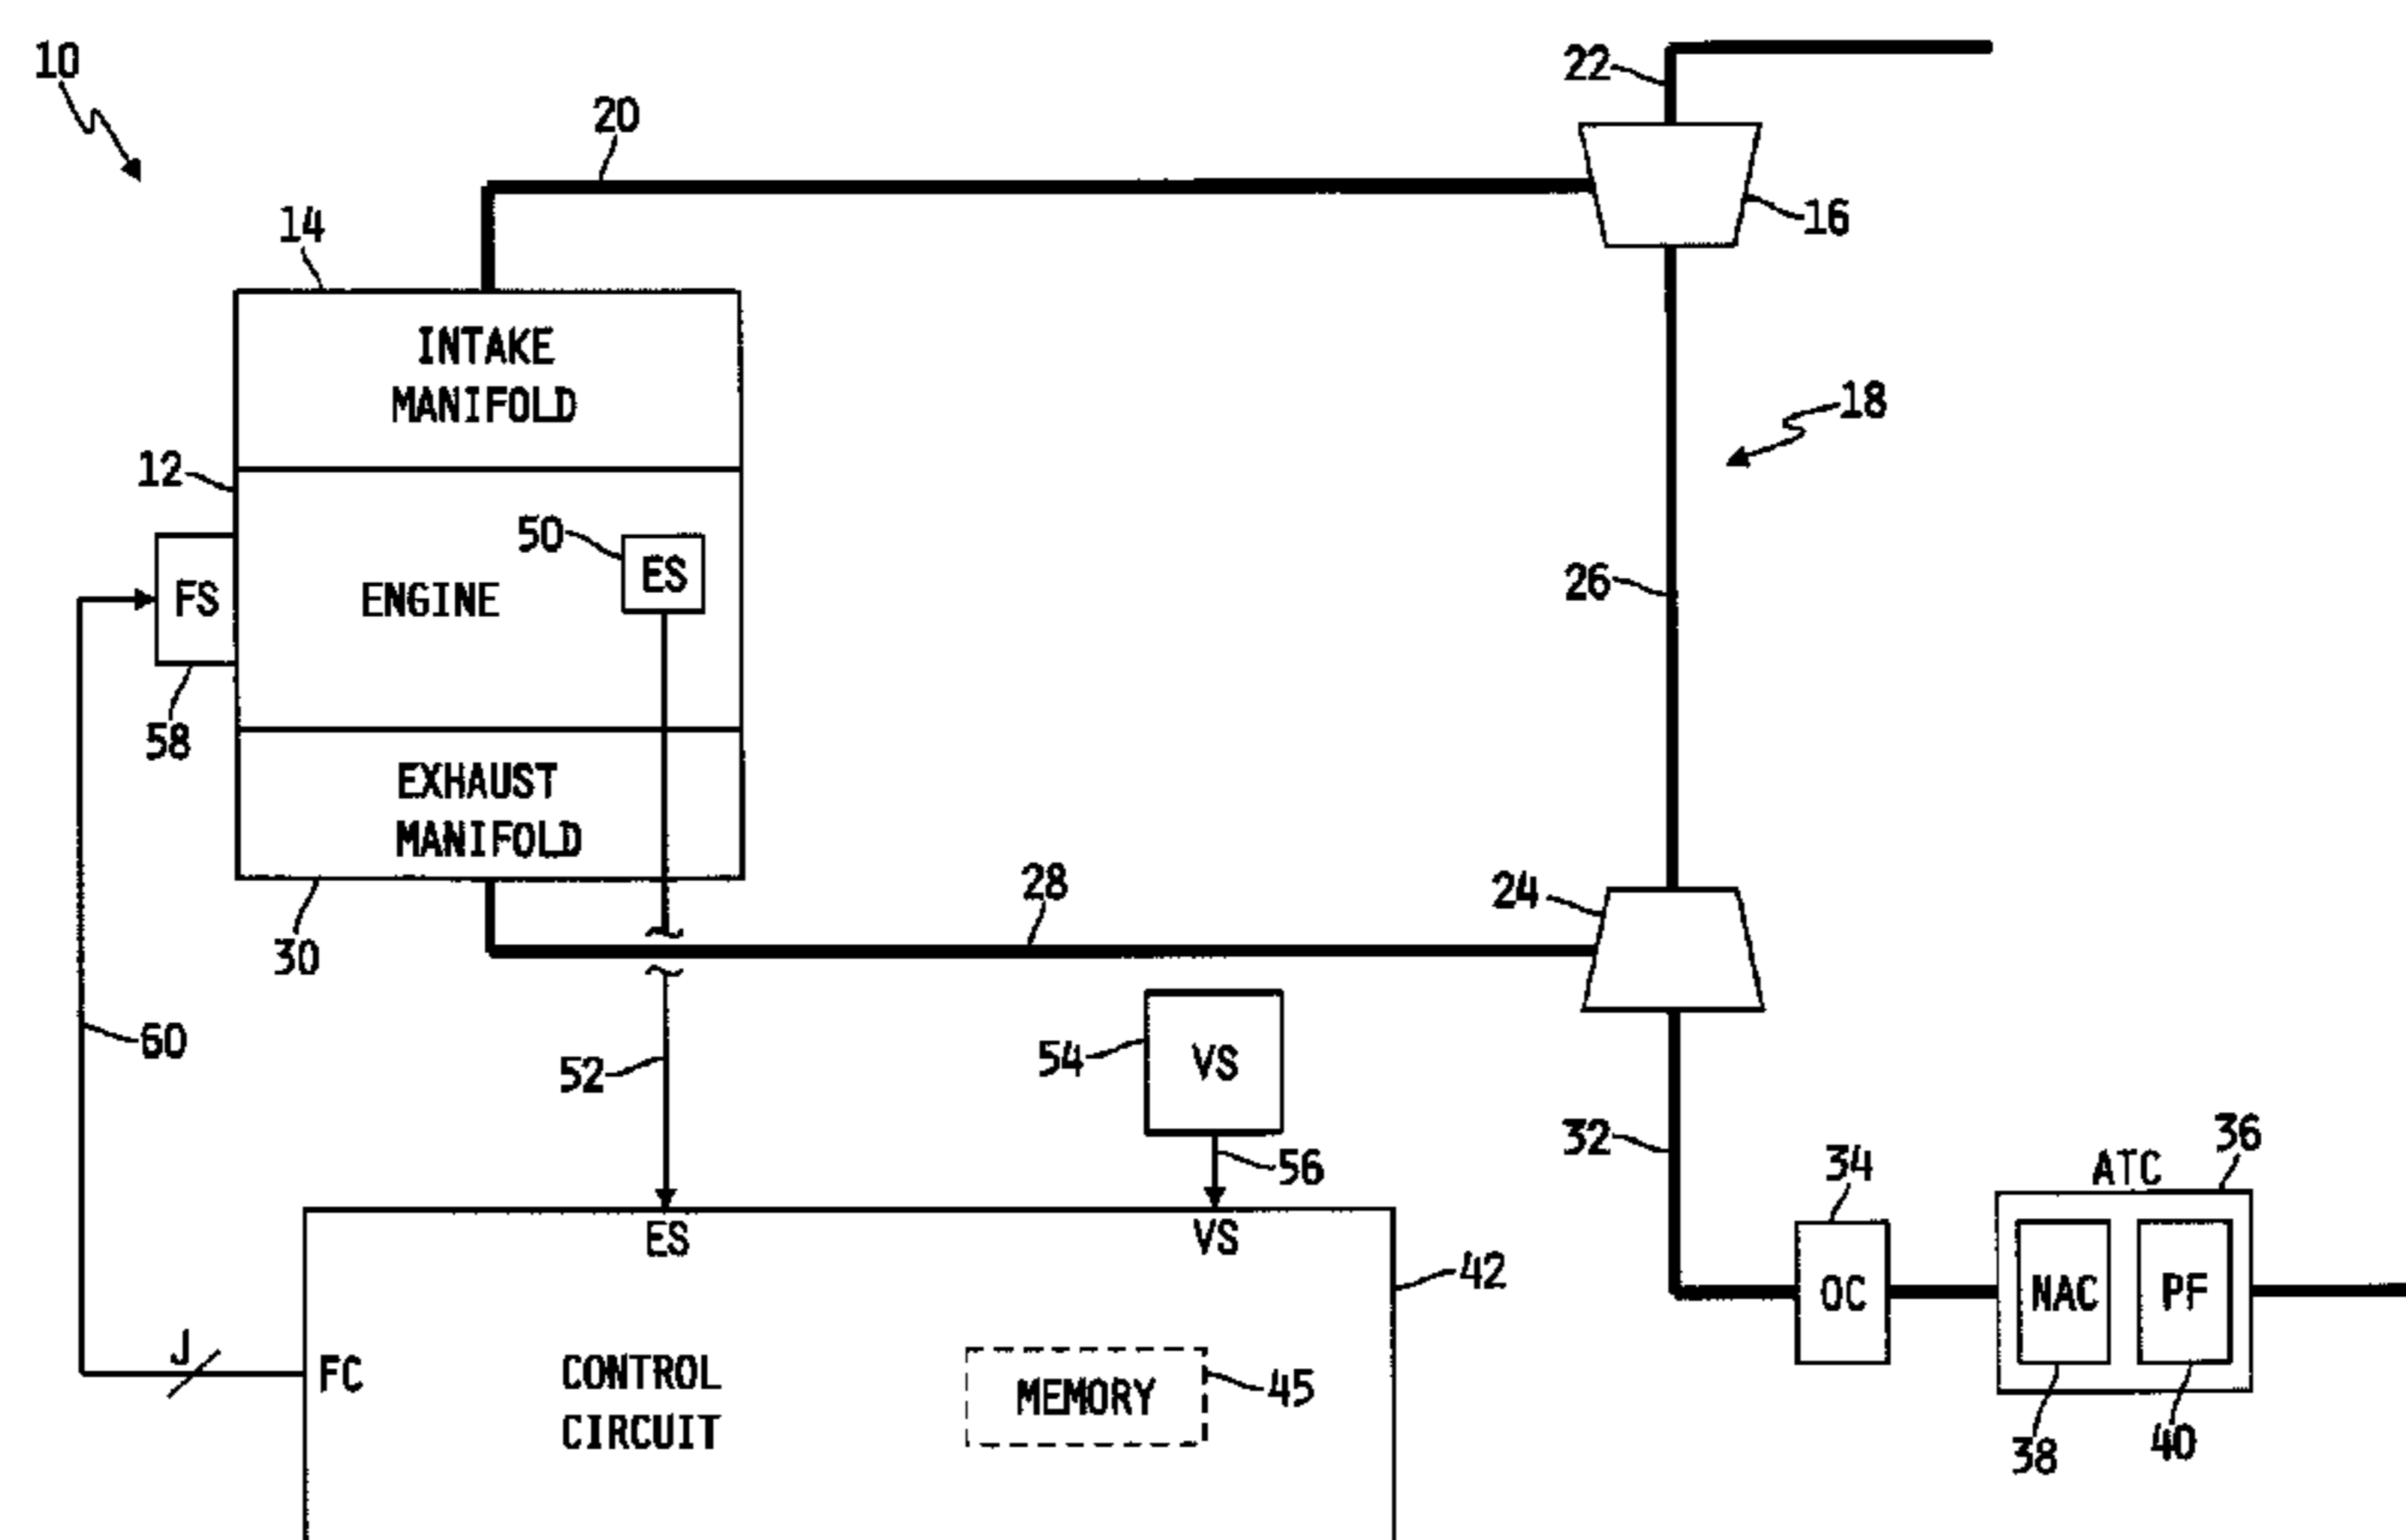 10
22
20
16
14
INTAKE
MANIFOLD
18
12
50
ES
FS
ENGINE
26
58
EXHAUST
MANIFOLD
28
24
30
60
52
54
VS
56
32
34
ATC
36
ES
VS
42
OC
NAC
PF
J
FC
CONTROL
CIRCUIT
MEMORY
45
38
40